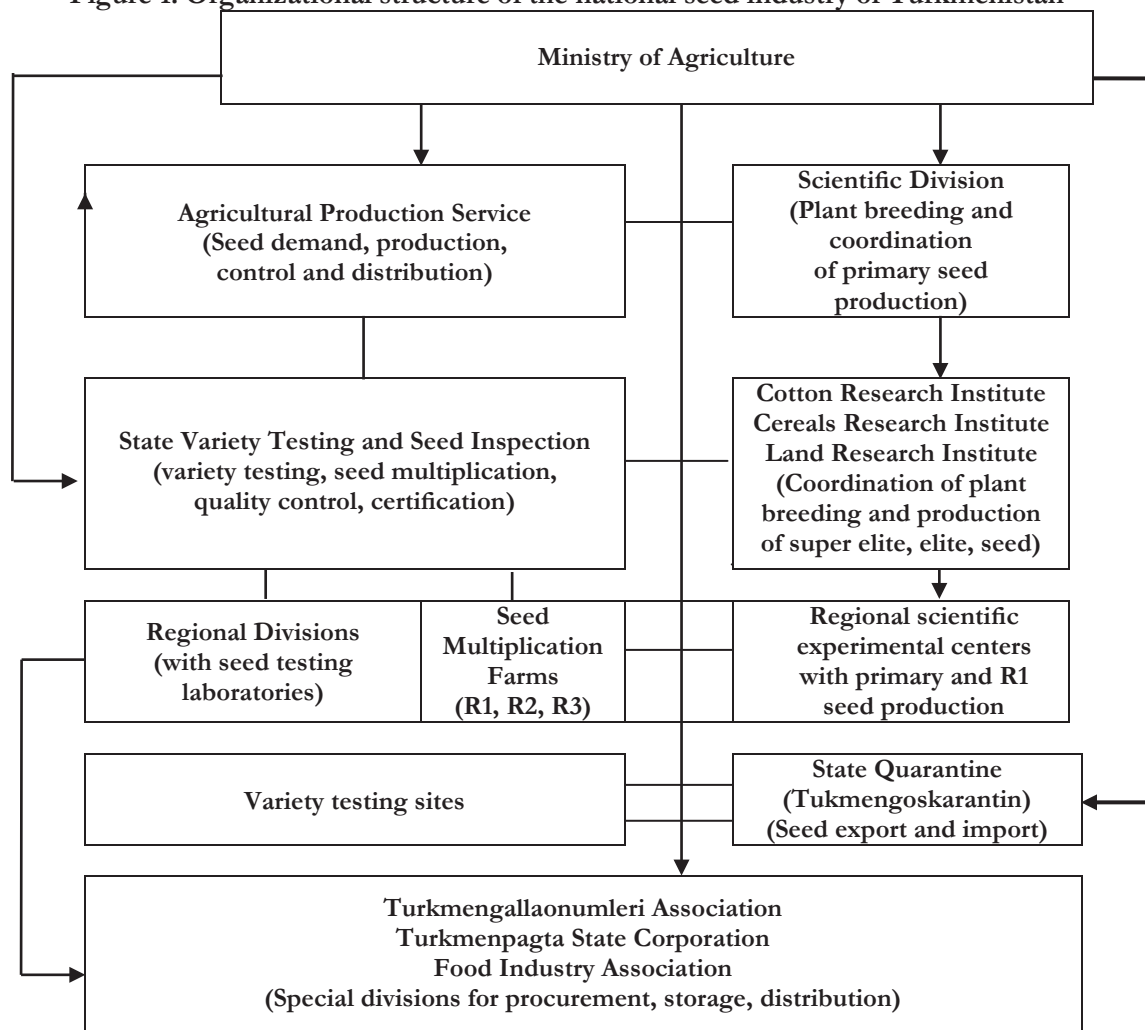 Figure 1. Organizational structure of the national seed industry of Turkmenistan
Ministry of Agriculture
Agricultural Production Service
(Seed demand, production,
control and distribution)
Scientific Division
(Plant breeding and
coordination
of primary seed
production)
State Variety Testing and Seed Inspection
(variety testing, seed multiplication,
quality control, certification)
Cotton Research Institute
Cereals Research Institute
Land Research Institute
(Coordination of plant
breeding and production
of super elite, elite, seed)
Regional Divisions
(with seed testing
laboratories)
Seed
Multiplication
Farms
(R1, R2, R3)
Regional scientific
experimental centers
with primary and R1
seed production
Variety testing sites
State Quarantine
(Tukmengoskarantin)
(Seed export and import)
Turkmengallaonumleri Association
Turkmenpagta State Corporation
Food Industry Association
(Special divisions for procurement, storage, distribution)